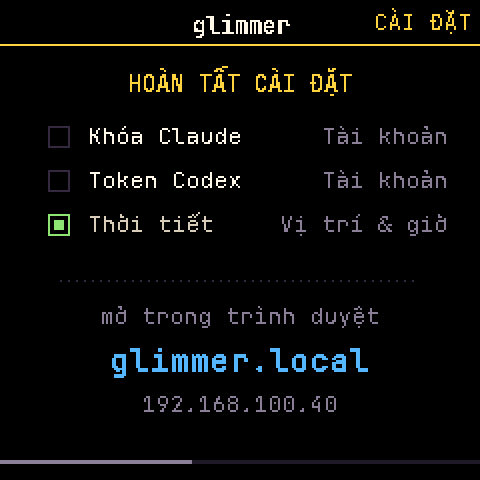 glimmer CÀI ĐẶT
HOÀN TẤT CÀI ĐẶT
Khóa Claude Tài khoản
Token Codex Tài khoản
Thời tiết Vị trí & giờ
mở trong trình duyệt
glimmer.local
192.168.100.40